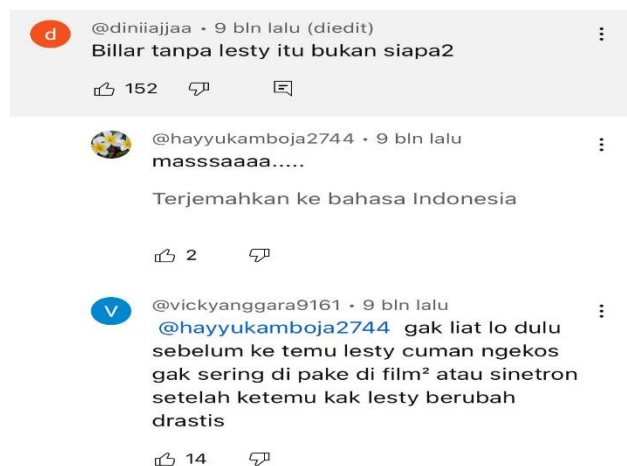 d
@diniiajjaa • 9 bln lalu (diedit)
Billar tanpa lesty itu bukan siapa2
152
@hayyukamboja2744 • 9 bln lalu
masssaaaa.....
Terjemahkan ke bahasa Indonesia
2
V
@vickyanggara9161 • 9 bln lalu
@hayyukamboja2744 gak liat lo dulu
sebelum ke temu lesty cuman ngekos
gak sering di pake di film² atau sinetron
setelah ketemu kak lesty berubah
drastis
14